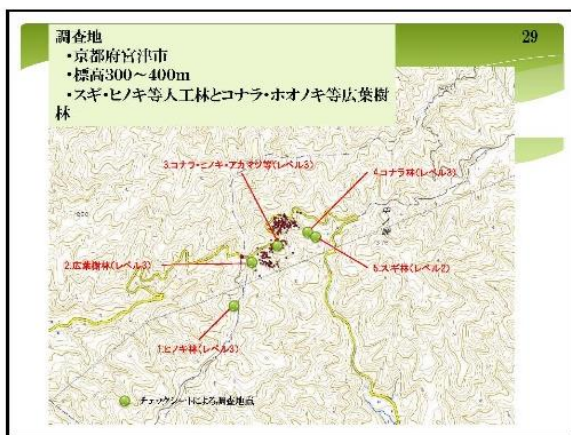 調査地
・京都府宮津市
・標高300～400m
・スギ・ヒノキ等人工林とコナラ・ホオノキ等広葉樹
林
29
3.コナラ・ヒノキ・アカマツ等(レベル3)
4.コナラ林(レベル3)
2.広葉樹林(レベル3)
5.スギ林(レベル2)
1.ヒノキ林(レベル3)
チェックシートによる調査地点